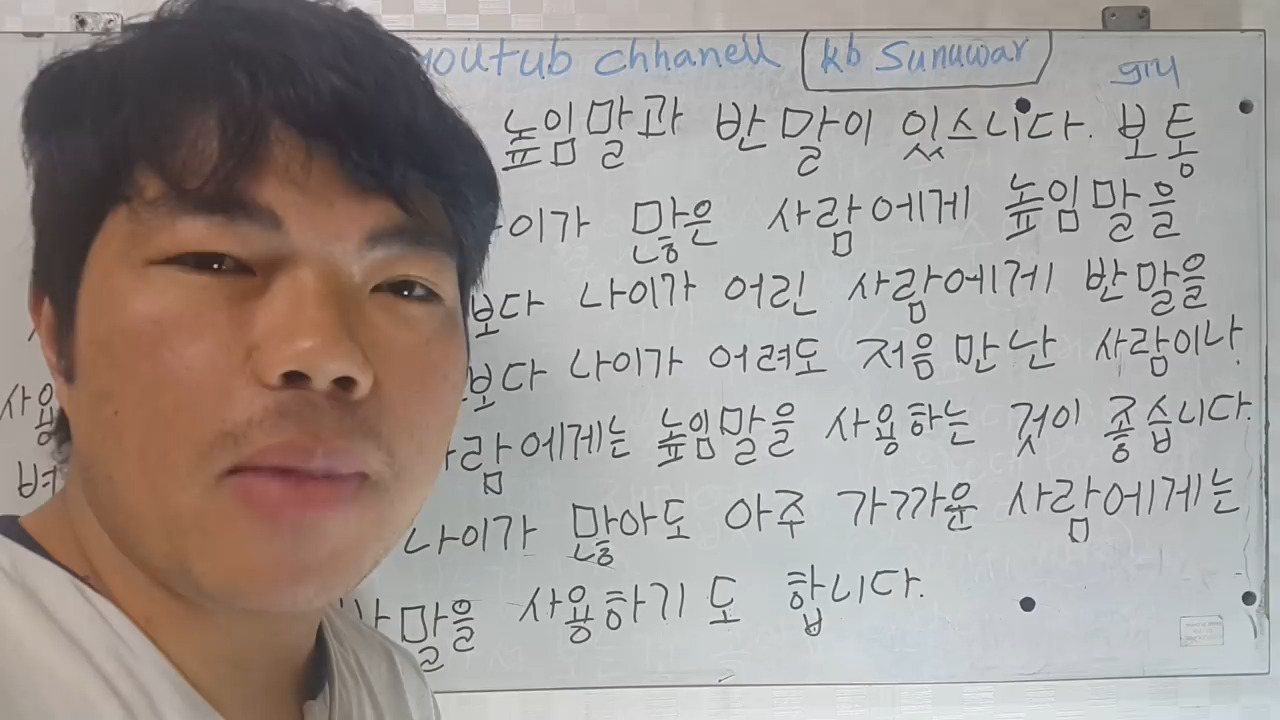 youtub chhanell kb Sunuwar
높임말과 반말이 있스니다. 보통
이가 많은 사람에게 높임말을
보다 나이가 어린 사람에게 반말을
보다 나이가 어려도 저음 만난 사람이나
사용 람에게는 높임말을 사용하는 것이 좋습니다.
나이가 많아도 아주 가까운 사람에게는
말을 사용하기도 합니다.